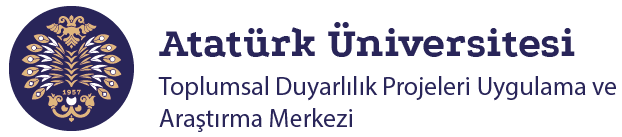 Atatürk Üniversitesi
Toplumsal Duyarlılık Projeleri Uygulama ve
Araştırma Merkezi
1957